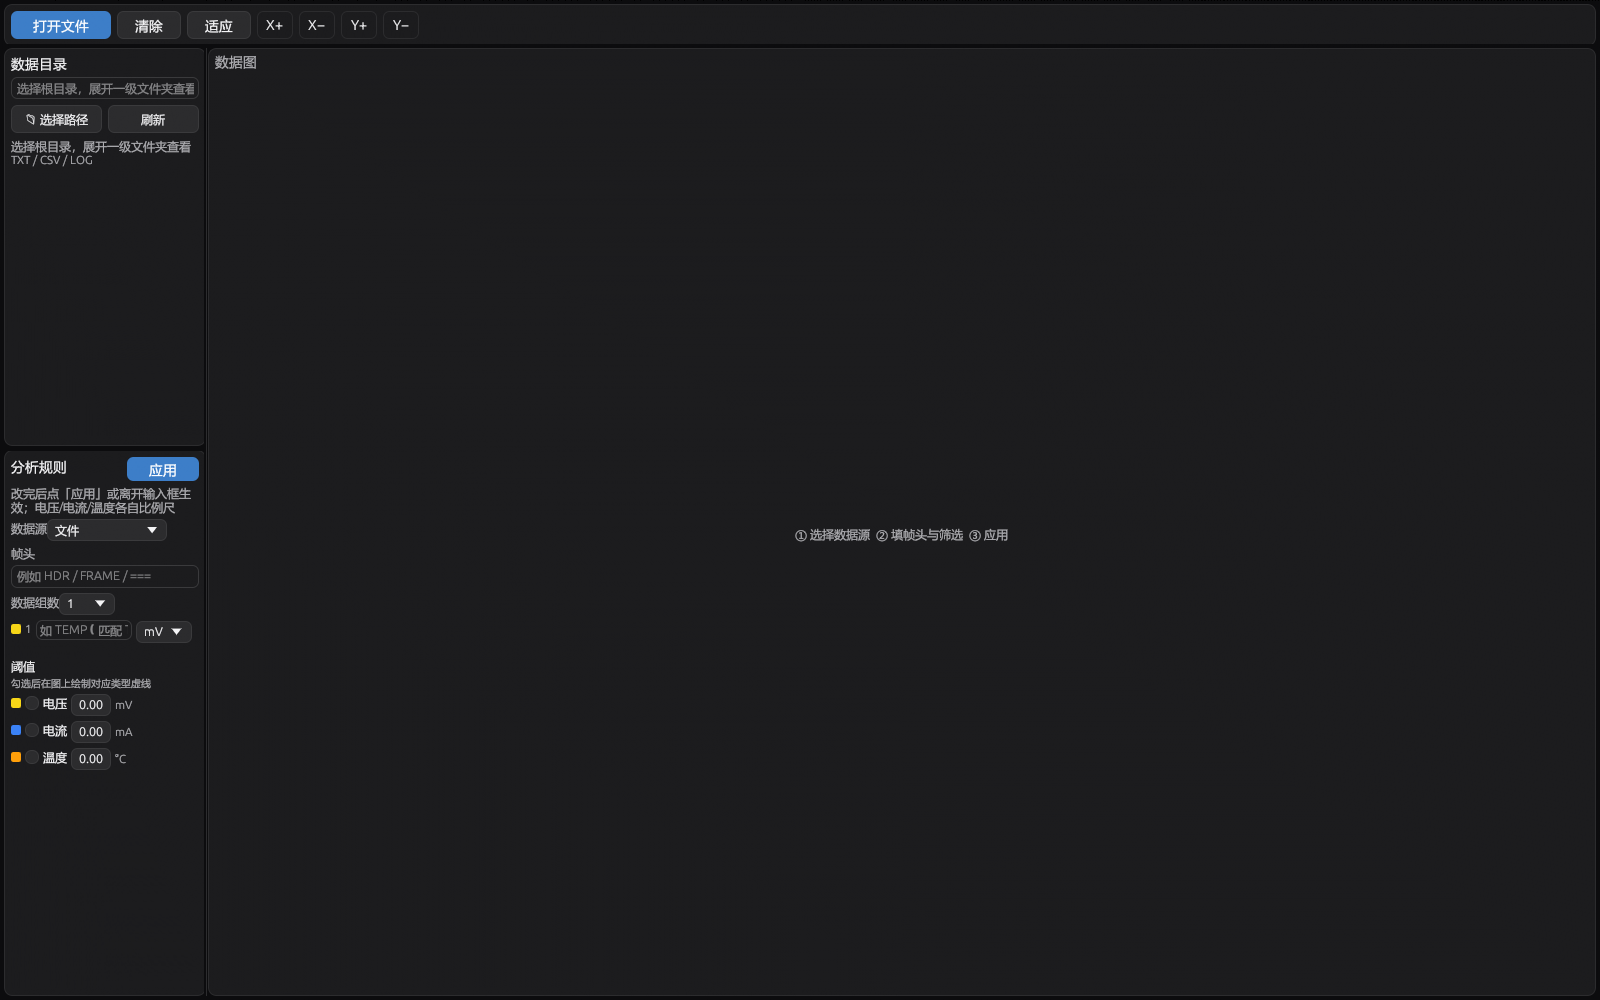 打开文件 清除 适应 X+ X− Y+ Y−
数据目录
选择根目录，展开一级文件夹查看
选择路径 刷新
选择根目录，展开一级文件夹查看
TXT / CSV / LOG
数据图
① 选择数据源 ② 填帧头与筛选 ③ 应用
分析规则 应用
改完后点「应用」或离开输入框生
效；电压/电流/温度各自比例尺
数据源 文件
帧头
例如 HDR / FRAME / ===
数据组数 1
1 如 TEMP ( 匹配 mV
阈值
勾选后在图上绘制对应类型虚线
电压 0.00 mV
电流 0.00 mA
温度 0.00 °C